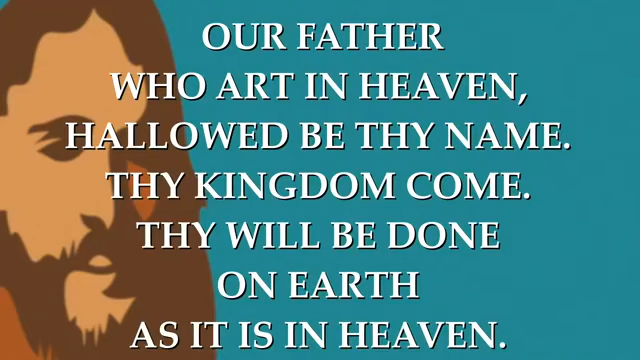 OUR FATHER
WHO ART IN HEAVEN,
HALLOWED BE THY NAME.
THY KINGDOM COME.
THY WILL BE DONE
ON EARTH
AS IT IS IN HEAVEN.